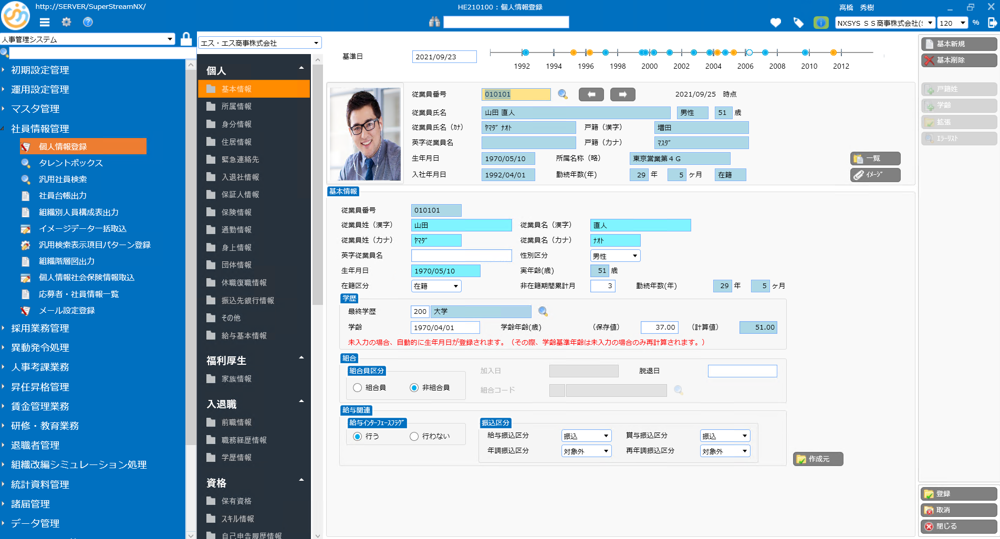 http://SERVER/SuperStreamNX/
HE210100 : 個人情報登録
高橋　秀樹
NXSYS ＳＳ商事株式会社(
120
%
人事管理システム
初期設定管理
運用設定管理
マスタ管理
社員情報管理
個人情報登録
タレントボックス
汎用社員検索
社員台帳出力
組織別人員構成表出力
イメージデータ一括取込
汎用検索表示項目パターン登録
組織階層図出力
個人情報社会保険情報取込
応募者・社員情報一覧
メール設定登録
採用業務管理
異動発令処理
人事考課業務
昇任昇格管理
賃金管理業務
研修・教育業務
退職者管理
組織改編シミュレーション処理
統計資料管理
諸届管理
データ管理
エス・エス商事株式会社
個人
基本情報
所属情報
身分情報
住居情報
緊急連絡先
入退社情報
保証人情報
保険情報
通勤情報
身上情報
団体情報
休職復職情報
振込先銀行情報
その他
給与基本情報
福利厚生
家族情報
入退職
前職情報
職務経歴情報
学歴情報
資格
保有資格
スキル情報
自己申告履歴情報
基準日
2021/09/23
1992 1994 1996 1998 2000 2002 2004 2006 2008 2010 2012
従業員番号
010101
2021/09/25　時点
従業員氏名
山田 直人
男性
51 歳
従業員氏名（ｶﾅ）
ﾔﾏﾀﾞ ﾅｵﾄ
戸籍（漢字）
増田
英字従業員名
戸籍（カナ）
ﾏｽﾀﾞ
生年月日
1970/05/10
所属名称（略）
東京営業第４Ｇ
入社年月日
1992/04/01
勤続年数(年)
29 年
5 ヶ月
在籍
一覧
ｲﾒｰｼﾞ
基本情報
従業員番号
010101
従業員姓（漢字）
山田
従業員名（漢字）
直人
従業員姓（カナ）
ﾔﾏﾀﾞ
従業員名（カナ）
ﾅｵﾄ
英字従業員名
性別区分
男性
生年月日
1970/05/10
実年齢(歳)
51 歳
在籍区分
在籍
非在籍期間累計月
3
勤続年数(年)
29 年
5 ヶ月
学歴
最終学歴
200
大学
学齢
1970/04/01
学齢年齢(歳)
（保存値）
37.00
（計算値）
51.00
未入力の場合、自動的に生年月日が登録されます。（その際、学齢基準年齢は未入力の場合のみ再計算されます。）
組合
組合員区分
組合員
非組合員
加入日
脱退日
組合コード
給与関連
給与ｲﾝﾀｰﾌｪｰｽﾌﾗｸﾞ
行う
行わない
振込区分
給与振込区分
振込
賞与振込区分
振込
年調振込区分
対象外
再年調振込区分
対象外
作成元
基本新規
基本削除
戸籍姓
学齢
拡張
ｴﾗｰﾘｽﾄ
登録
取消
閉じる